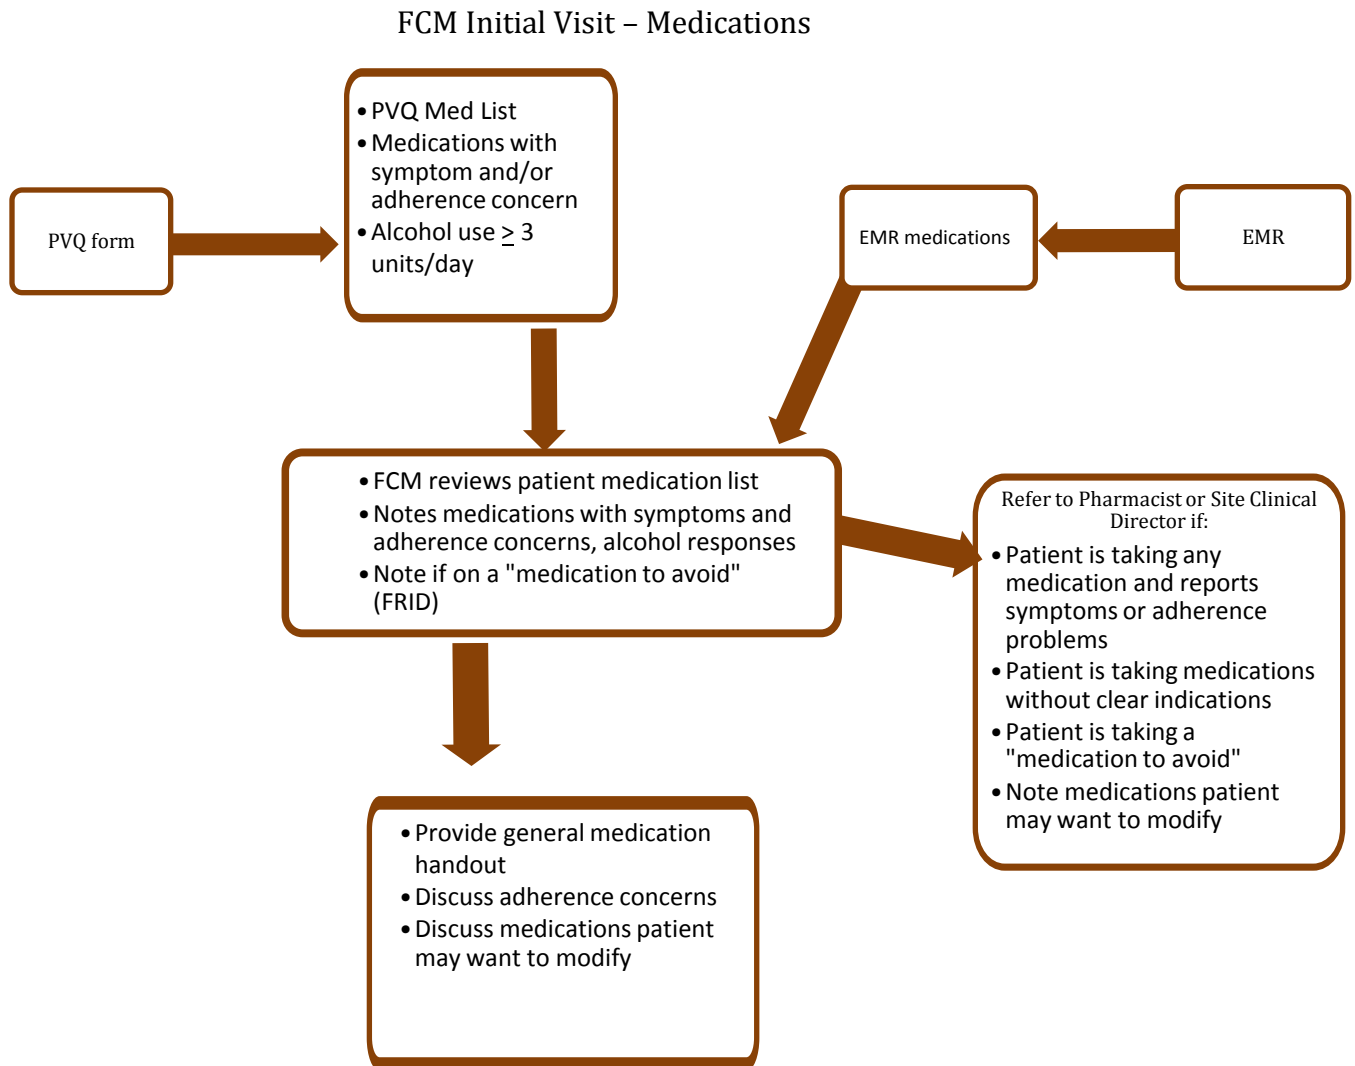 FCM Initial Visit – Medications
• PVQ Med List
• Medications with
symptom and/or
adherence concern
• Alcohol use ≥ 3
units/day
PVQ form
EMR medications
EMR
• FCM reviews patient medication list
• Notes medications with symptoms and
adherence concerns, alcohol responses
• Note if on a "medication to avoid"
(FRID)
Refer to Pharmacist or Site Clinical
Director if:
• Patient is taking any
medication and reports
symptoms or adherence
problems
• Patient is taking medications
without clear indications
• Patient is taking a
"medication to avoid"
• Note medications patient
may want to modify
• Provide general medication
handout
• Discuss adherence concerns
• Discuss medications patient
may want to modify